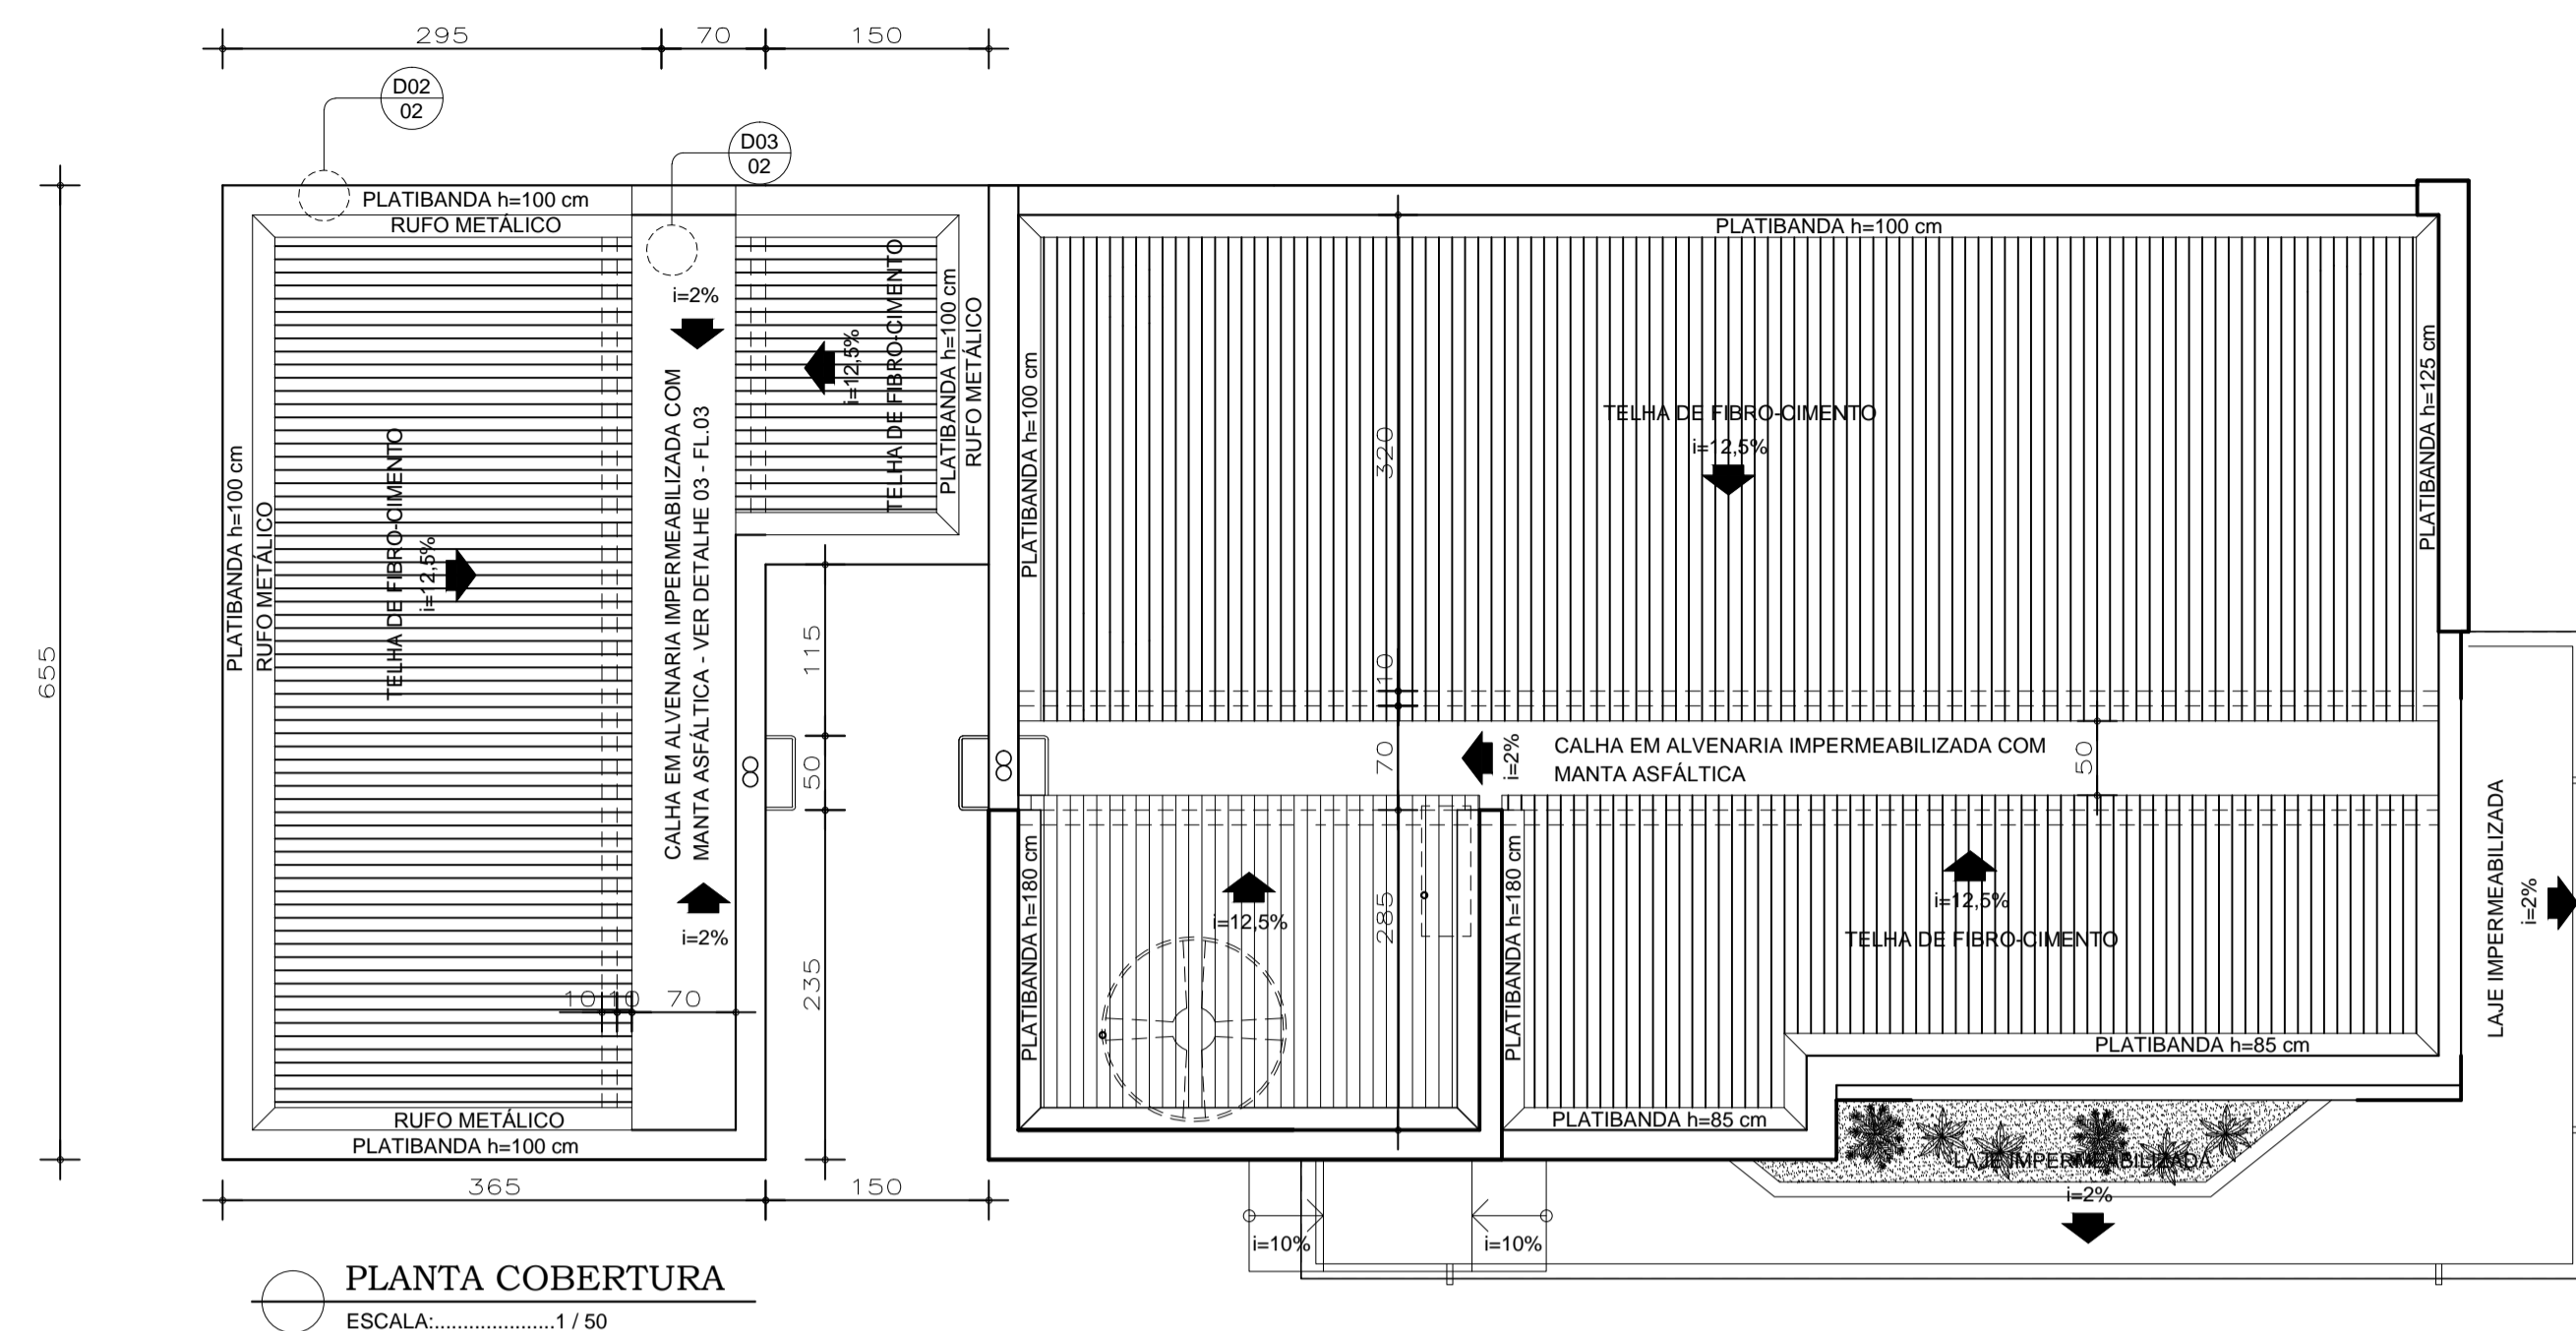 295
70
150
D02
02
D03
02
PLATIBANDA h=100 cm
RUFO METÁLICO
PLATIBANDA h=100 cm
i=2%
i=12,5%
TELHA DE FIBRO-CIMENTO
PLATIBANDA h=100 cm
RUFO METÁLICO
PLATIBANDA h=100 cm
320
TELHA DE FIBRO-CIMENTO
i=12,5%
PLATIBANDA h=125 cm
PLATIBANDA h=100 cm
RUFO METÁLICO
TELHA DE FIBRO-CIMENTO
i=12,5%
CALHA EM ALVENARIA IMPERMEABILIZADA COM
MANTA ASFÁLTICA - VER DETALHE 03 - FL.03
655
115
10
50
70
i=2%
CALHA EM ALVENARIA IMPERMEABILIZADA COM
MANTA ASFÁLTICA
50
PLATIBANDA h=180 cm
i=12,5%
285
PLATIBANDA h=180 cm
i=12,5%
TELHA DE FIBRO-CIMENTO
LAJE IMPERMEABILIZADA
i=2%
i=2%
10
10
70
235
PLATIBANDA h=85 cm
RUFO METÁLICO
PLATIBANDA h=100 cm
PLATIBANDA h=85 cm
LAJE IMPERMEABILIZADA
i=2%
365
150
i=10%
i=10%
PLANTA COBERTURA
ESCALA:.....................1 / 50